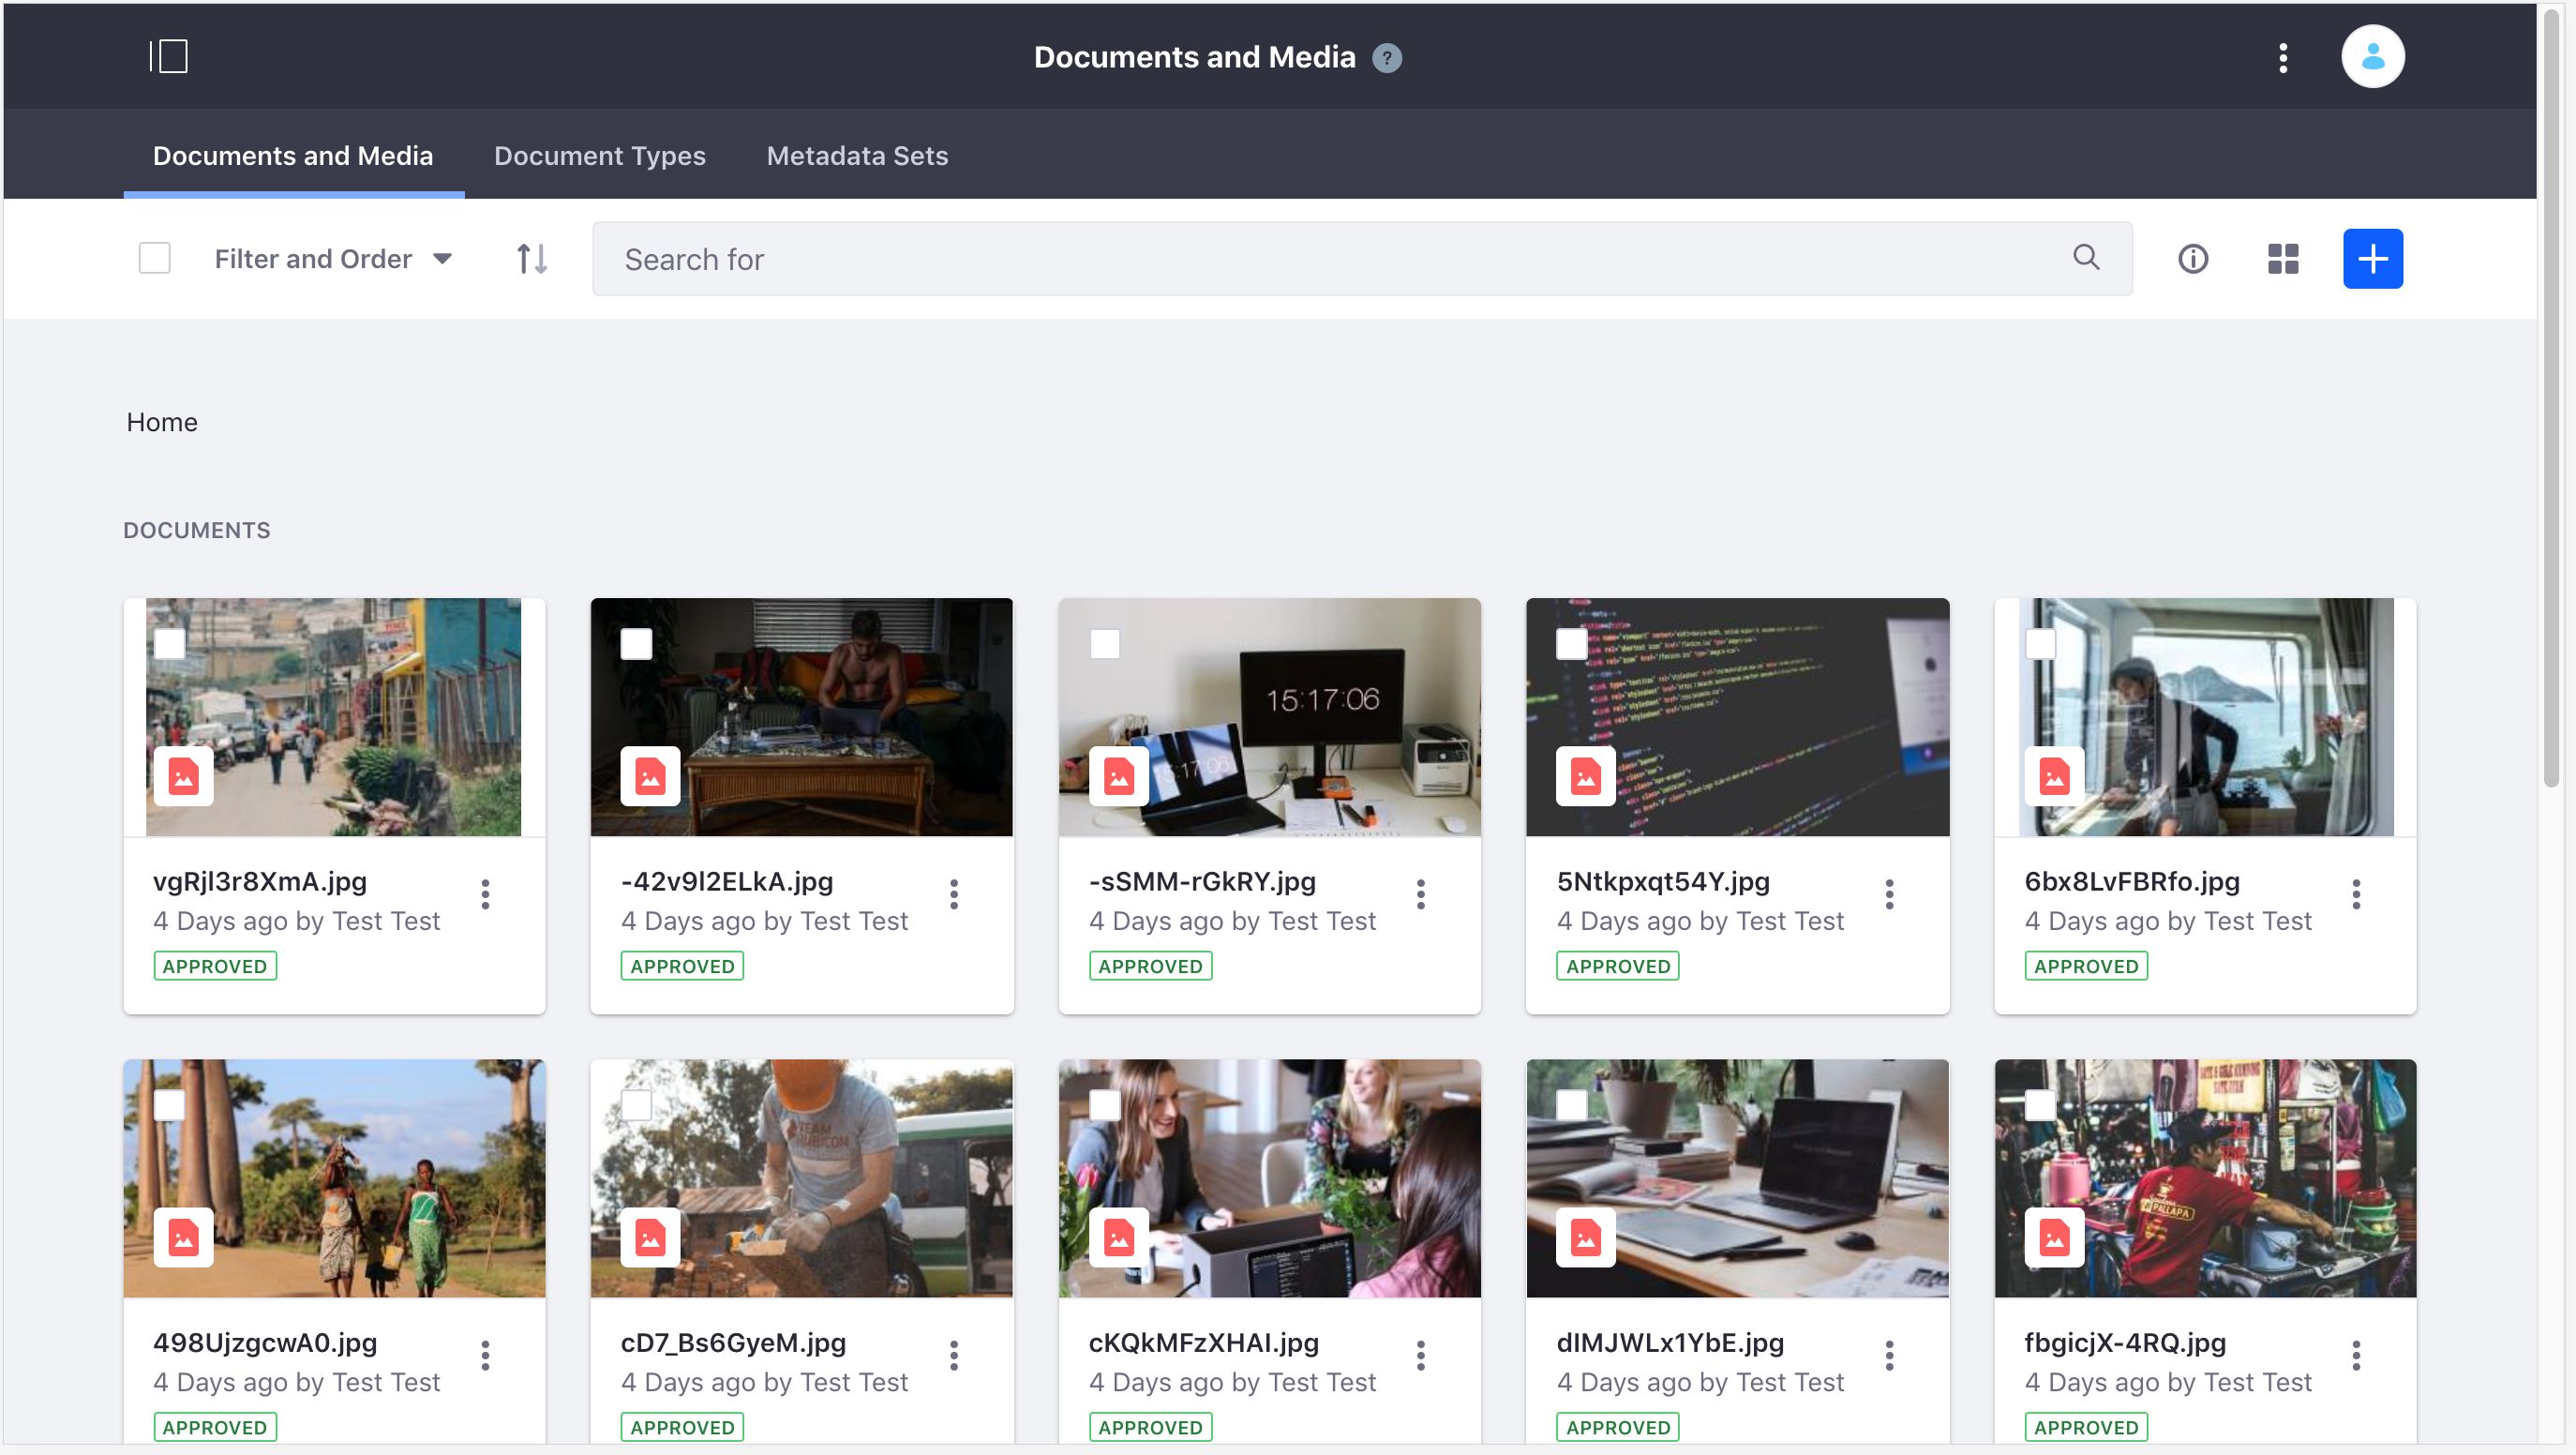 Documents and Media ?
Documents and Media Document Types Metadata Sets
Filter and Order Search for
Home
DOCUMENTS
15:17:06
vgRjl3r8XmA.jpg -42v9l2ELkA.jpg -sSMM-rGkRY.jpg 5Ntkpxqt54Y.jpg 6bx8LvFBRfo.jpg
4 Days ago by Test Test 4 Days ago by Test Test 4 Days ago by Test Test 4 Days ago by Test Test 4 Days ago by Test Test
APPROVED APPROVED APPROVED APPROVED APPROVED
TEAM
RUBICON
498UjzgcwA0.jpg cD7_Bs6GyeM.jpg cKQkMFzXHAI.jpg dIMJWLx1YbE.jpg fbgicjX-4RQ.jpg
4 Days ago by Test Test 4 Days ago by Test Test 4 Days ago by Test Test 4 Days ago by Test Test 4 Days ago by Test Test
APPROVED APPROVED APPROVED APPROVED APPROVED